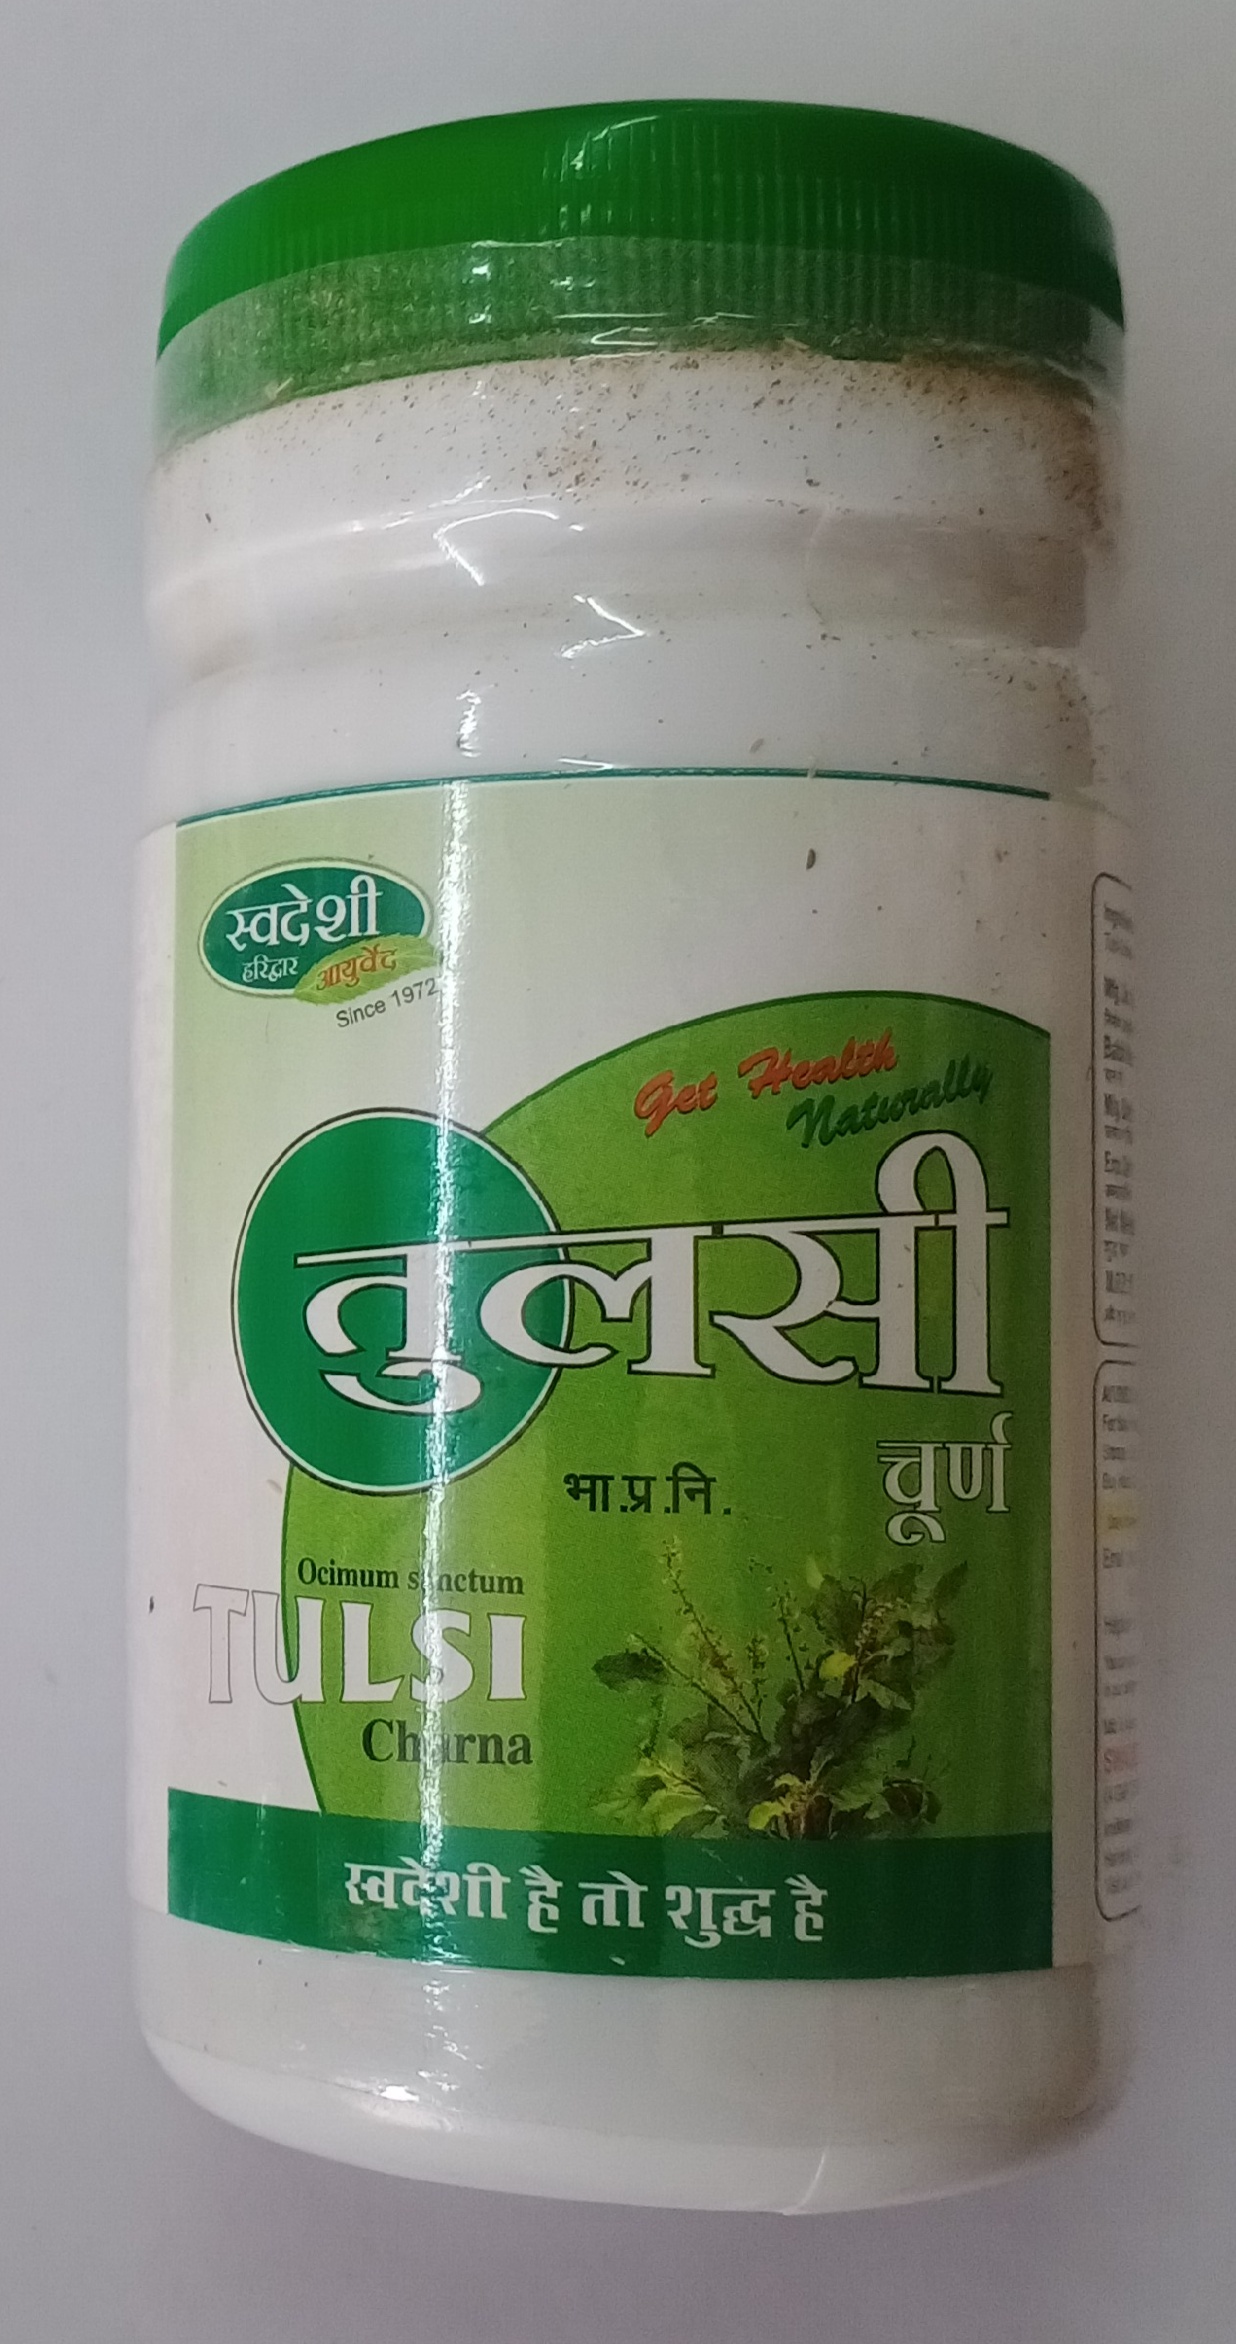 स्वदेशी
हरिद्वार आयुर्वेद
Since 1972
Get Health
Naturally
तुलसी
चूर्ण
भा.प्र.नि.
Ocimum sanctum
TULSI
Churna
स्वदेशी है तो शुद्ध है